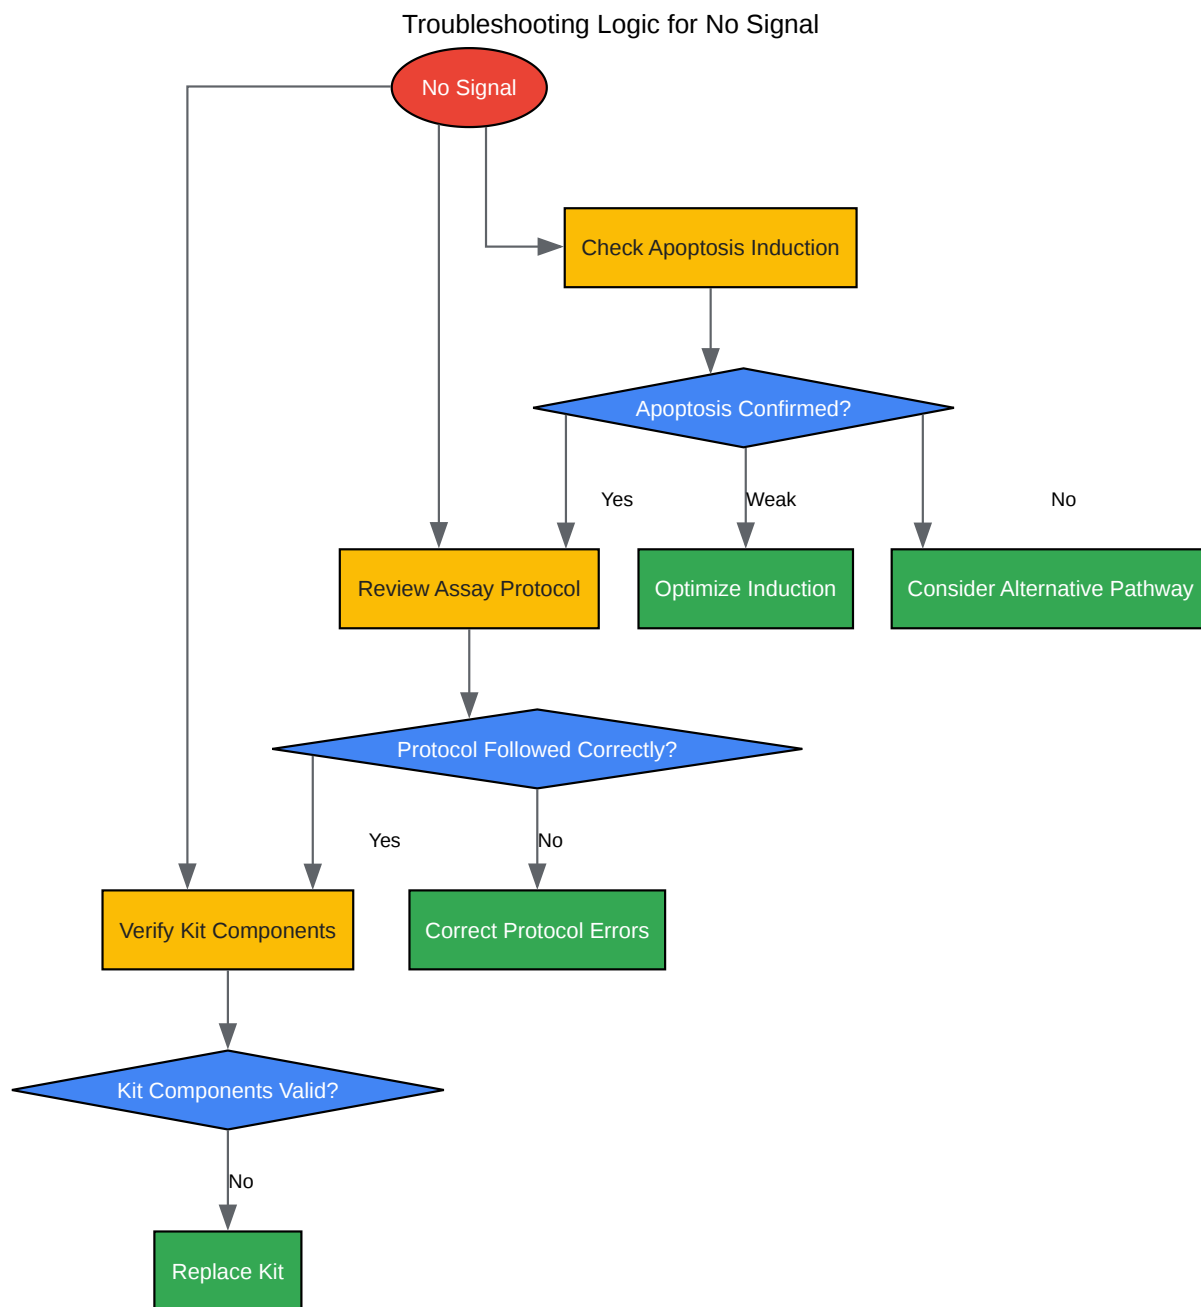 Troubleshooting Logic for No Signal
No Signal
Check Apoptosis Induction
Apoptosis Confirmed?
Yes
Weak
No
Review Assay Protocol
Optimize Induction
Consider Alternative Pathway
Protocol Followed Correctly?
Yes
No
Verify Kit Components
Correct Protocol Errors
Kit Components Valid?
No
Replace Kit